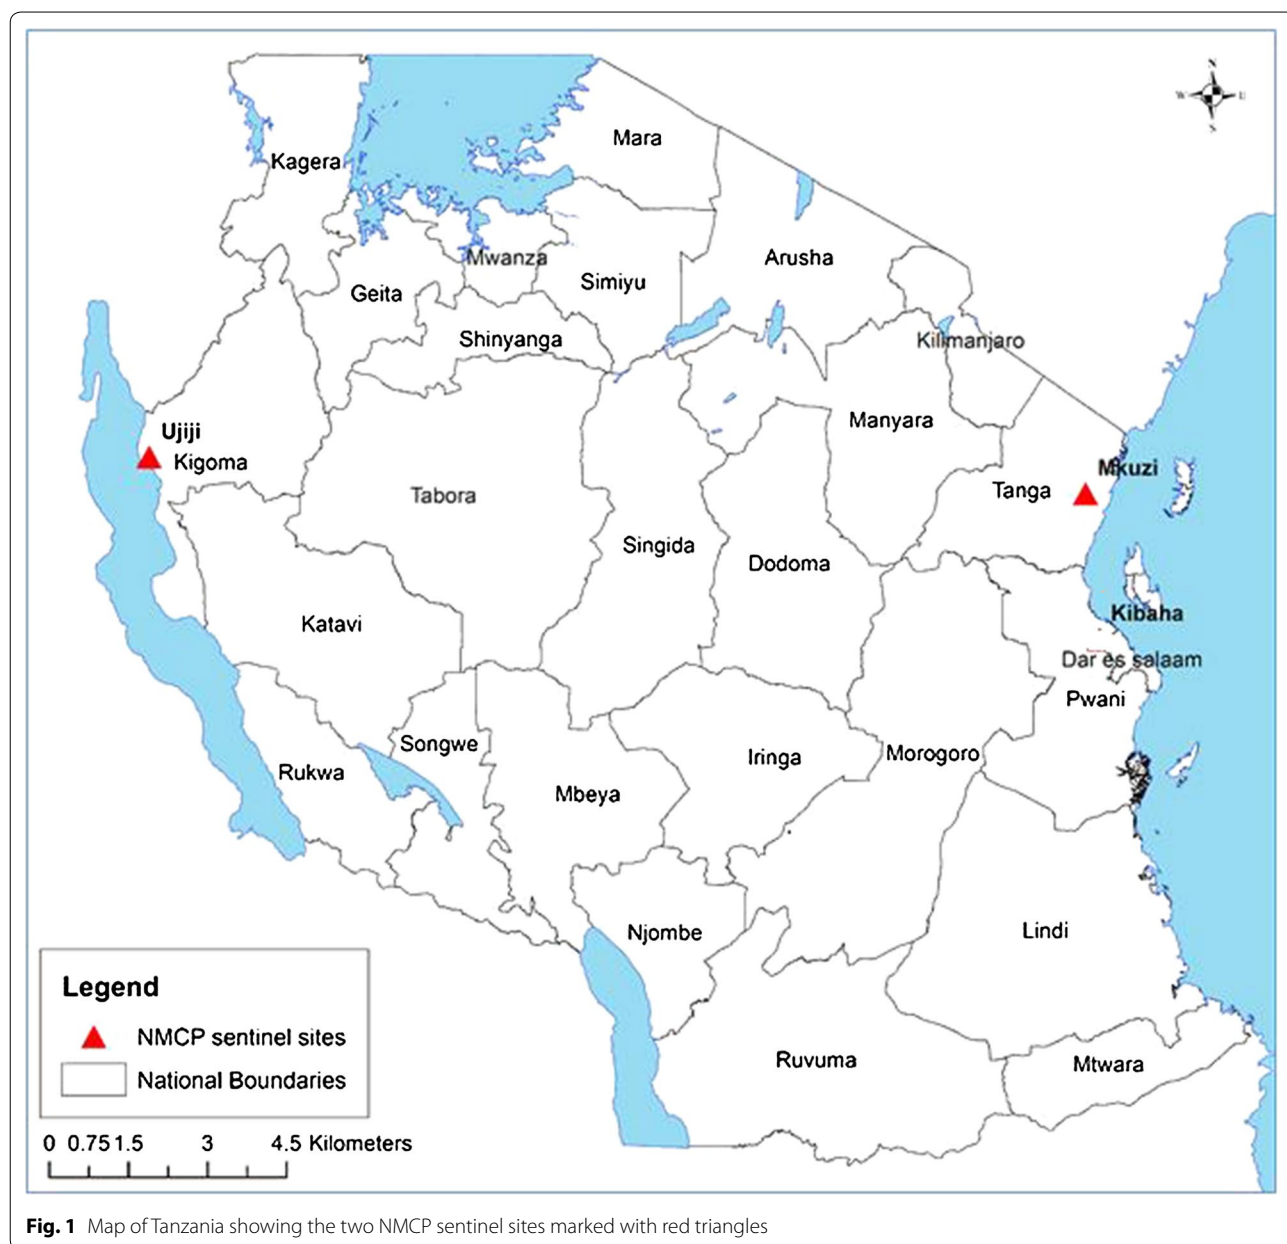 N
W
U
S
Mara
Kagera
Mwanza
Arusha
Simiyu
Geita
Shinyanga
Kilimanjaro
Manyara
Ujiji
Kigoma
Mkuzi
Tanga
Tabora
Singida
Dodoma
Kibaha
Katavi
Dar es salaam
Pwani
Songwe
Rukwa
Iringa
Morogoro
Mbeya
Njombe
Lindi
Legend
NMCP sentinel sites
National Boundaries
Ruvuma
Mtwara
0 0.75 1.5 3 4.5 Kilometers
Fig. 1 Map of Tanzania showing the two NMCP sentinel sites marked with red triangles